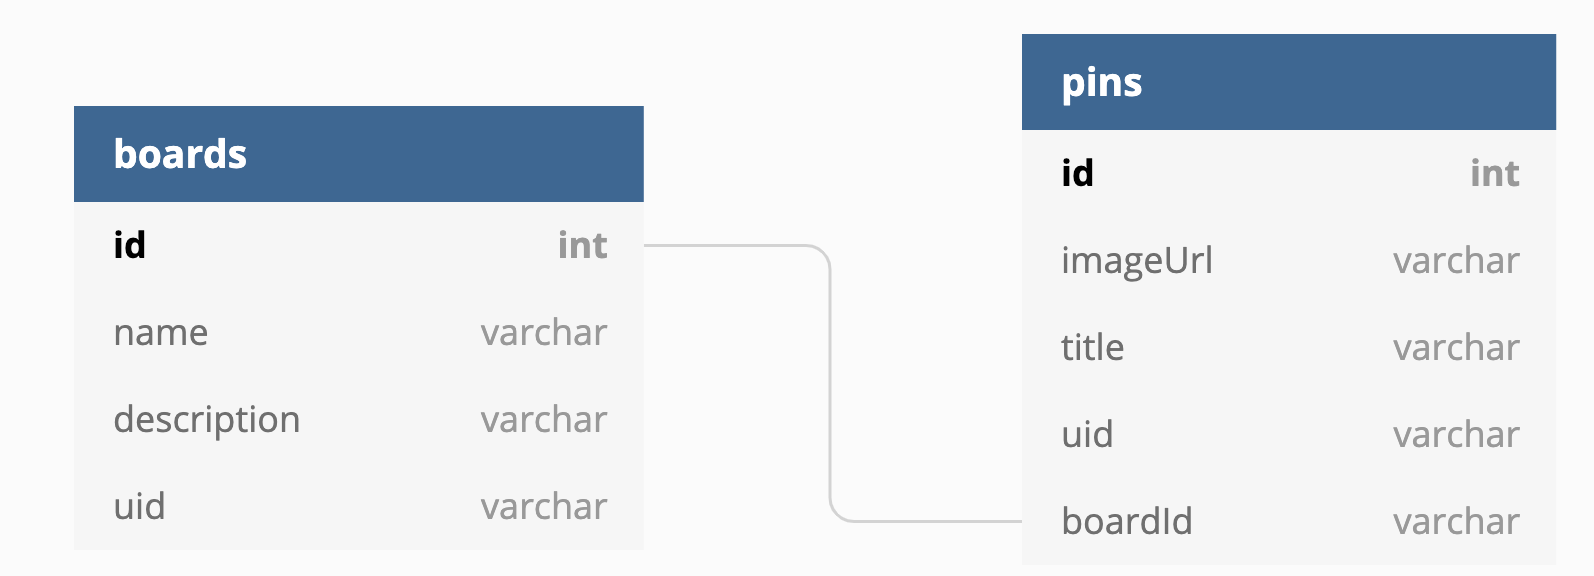 boards
id int
name varchar
description varchar
uid varchar
pins
id int
imageUrl varchar
title varchar
uid varchar
boardId varchar